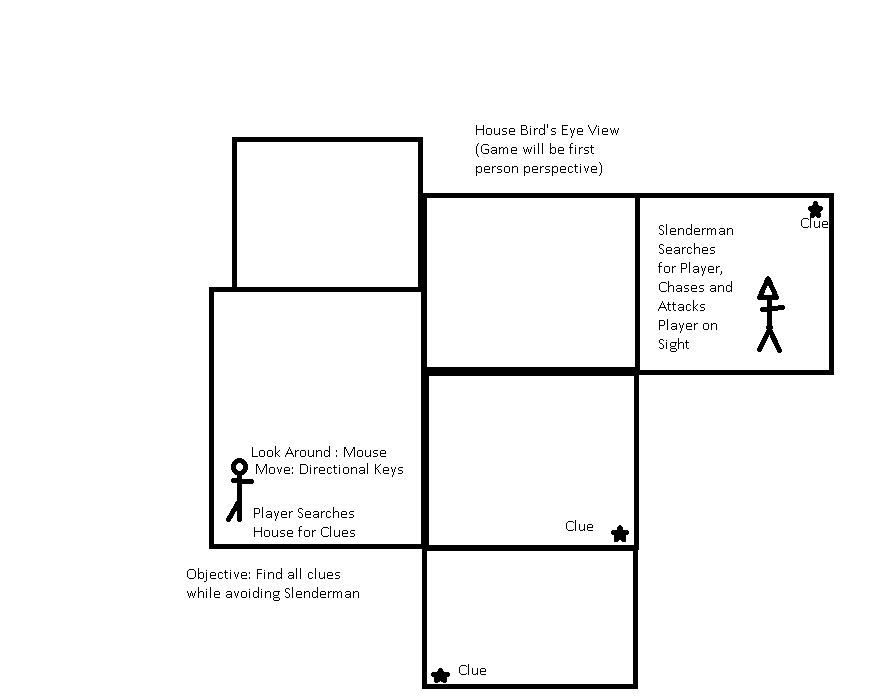 House Bird's Eye View
(Game will be first
person perspective)
Clue
Slenderman
Searches
for Player,
Chases and
Attacks
Player on
Sight
Look Around : Mouse
Move: Directional Keys
Player Searches
House for Clues
Clue
Objective: Find all clues
while avoiding Slenderman
Clue